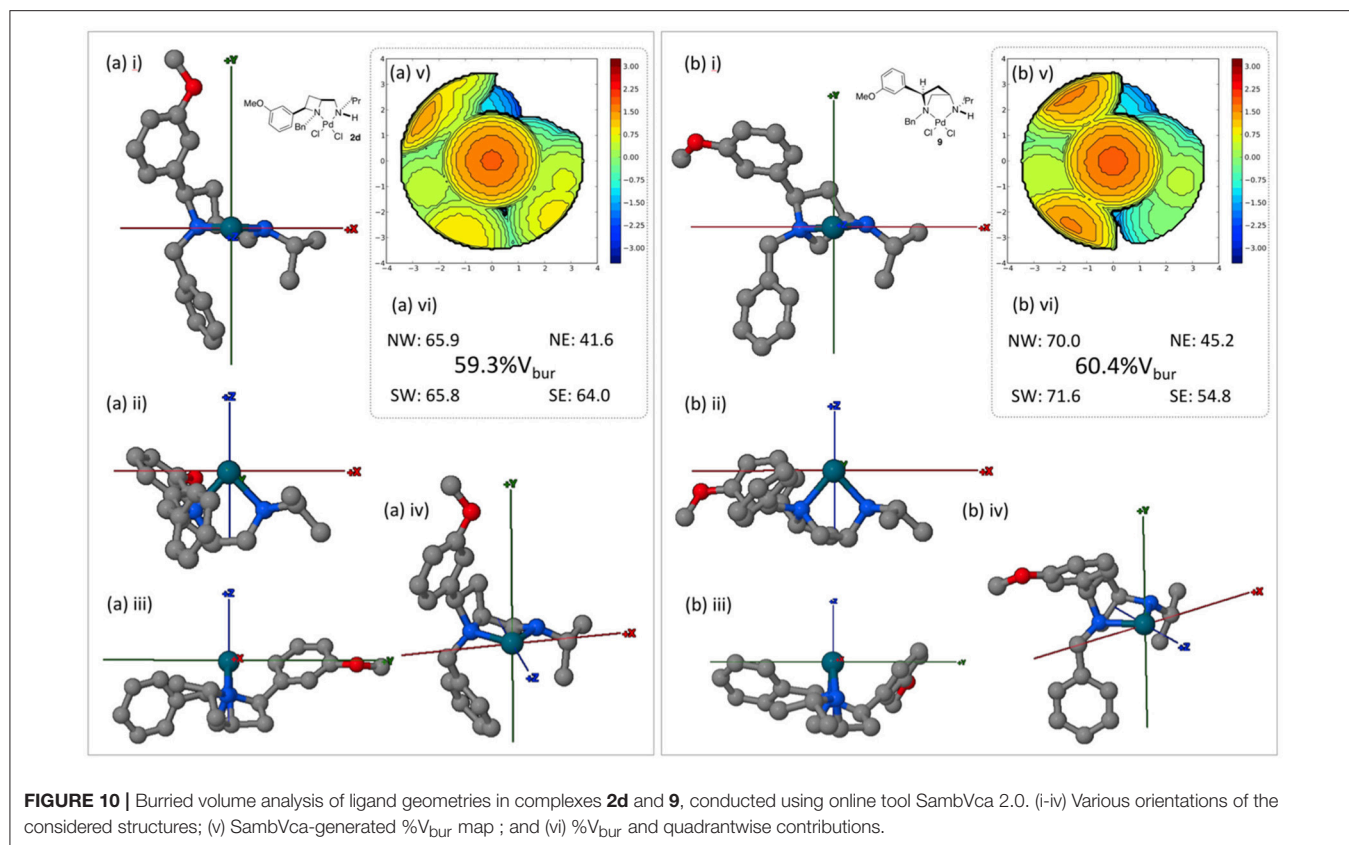 (a) i)
+Y
+X
MeO
Bn
N
Pd
Cl
Cl
N
iPr
H
2d
(a) v)
4
3
2
1
0
−1
−2
−3
−4
−4 −3 −2 −1 0 1 2 3 4
3.00
2.25
1.50
0.75
0.00
−0.75
−1.50
−2.25
−3.00
(a) vi)
NW: 65.9 NE: 41.6
59.3%Vbur
SW: 65.8 SE: 64.0
(a) ii)
+Z
+X
Y
(a) iii)
+Z
+X
+Y
(a) iv)
+Y
+X
+Z
(b) i)
+Y
+X
MeO
H
N
Bn
Pd
Cl
Cl
N
iPr
H
9
(b) v)
4
3
2
1
0
−1
−2
−3
−4
−4 −3 −2 −1 0 1 2 3 4
3.00
2.25
1.50
0.75
0.00
−0.75
−1.50
−2.25
−3.00
(b) vi)
NW: 70.0 NE: 45.2
60.4%Vbur
SW: 71.6 SE: 54.8
(b) ii)
+Z
+X
Y
(b) iii)
+Z
+Y
(b) iv)
+Y
+X
+Z
FIGURE 10 | Burried volume analysis of ligand geometries in complexes 2d and 9, conducted using online tool SambVca 2.0. (i-iv) Various orientations of the
considered structures; (v) SambVca-generated %Vbur map ; and (vi) %Vbur and quadrantwise contributions.